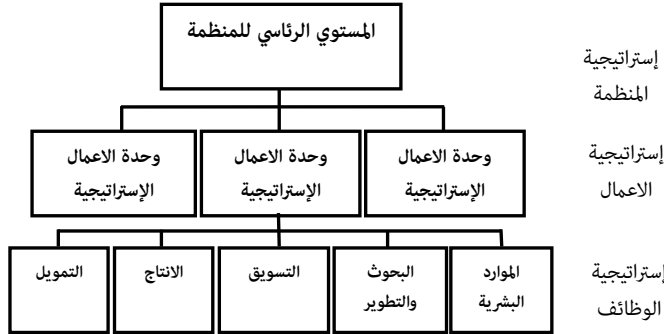 المستوي الرئاسي للمنظمة
إستراتيجية
المنظمة
وحدة الاعمال
الإستراتيجية
وحدة الاعمال
الإستراتيجية
وحدة الاعمال
الإستراتيجية
إستراتيجية
الاعمال
الموارد
البشرية
البحوث
والتطوير
التسويق
الانتاج
التمويل
إستراتيجية
الوظائف